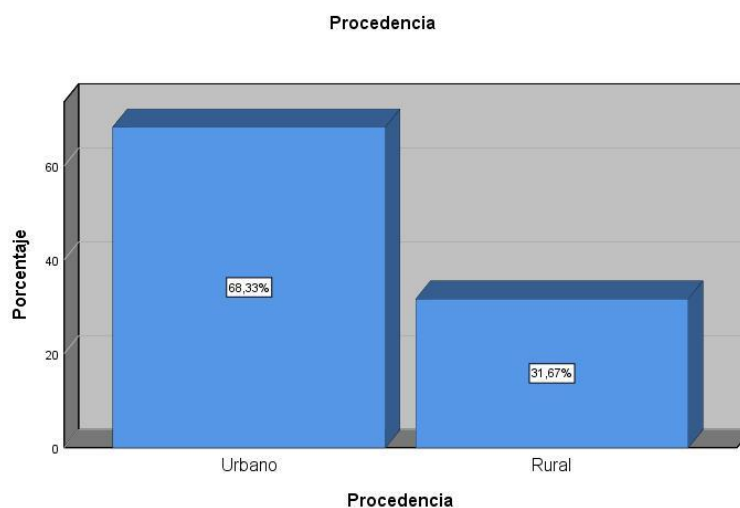 Procedencia
Porcentaje
60
40
20
0
68,33%
31,67%
Urbano
Rural
Procedencia